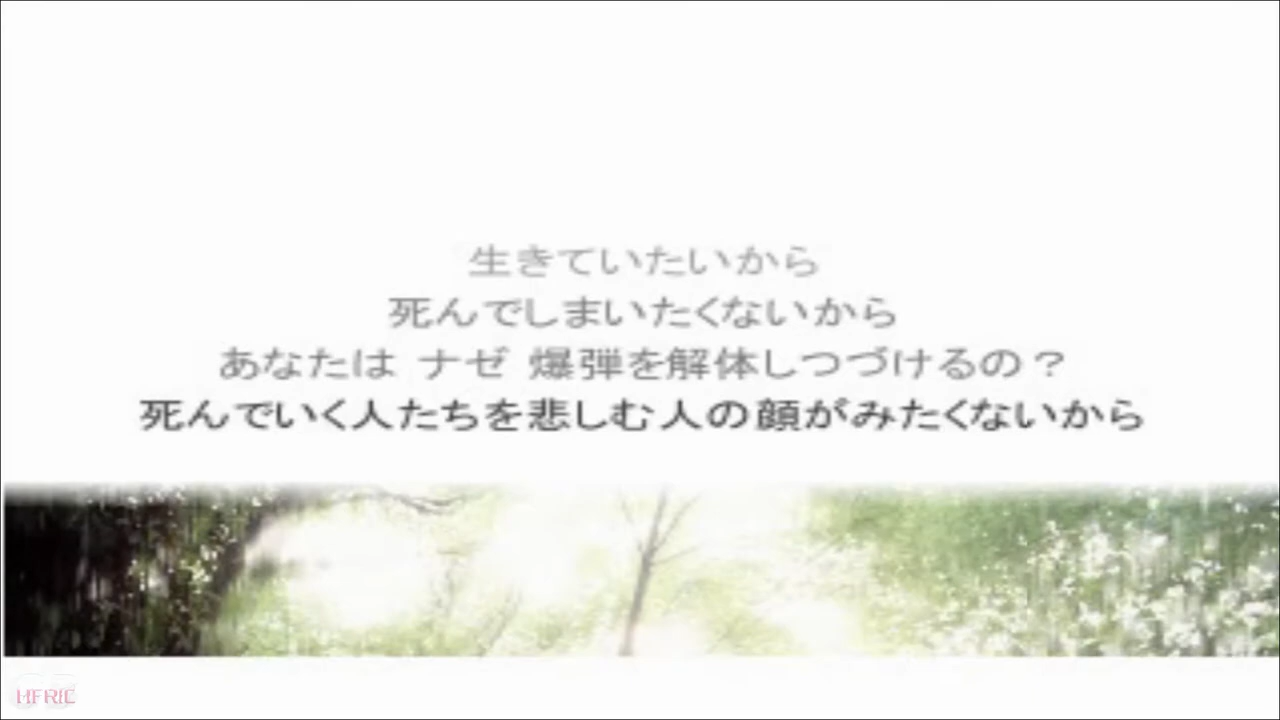 生きていたいから
死んでしまいたくないから
あなたは ナゼ 爆弾を解体しつづけるの？
死んでいく人たちを悲しむ人の顔がみたくないから